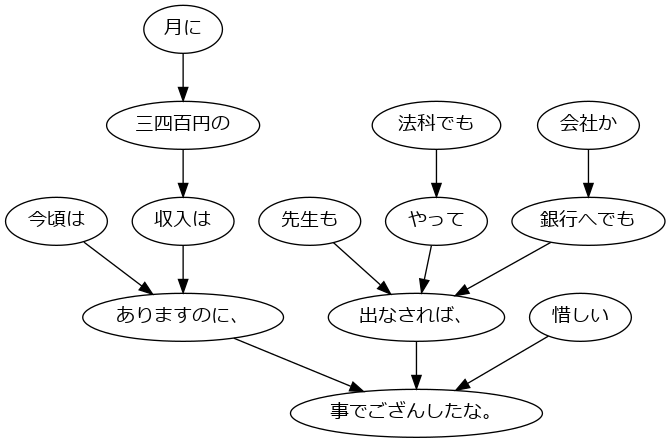 月に
三四百円の
法科でも
会社か
今頃は
収入は
先生も
やって
銀行へでも
ありますのに、
出なされば、
惜しい
事でござんしたな。